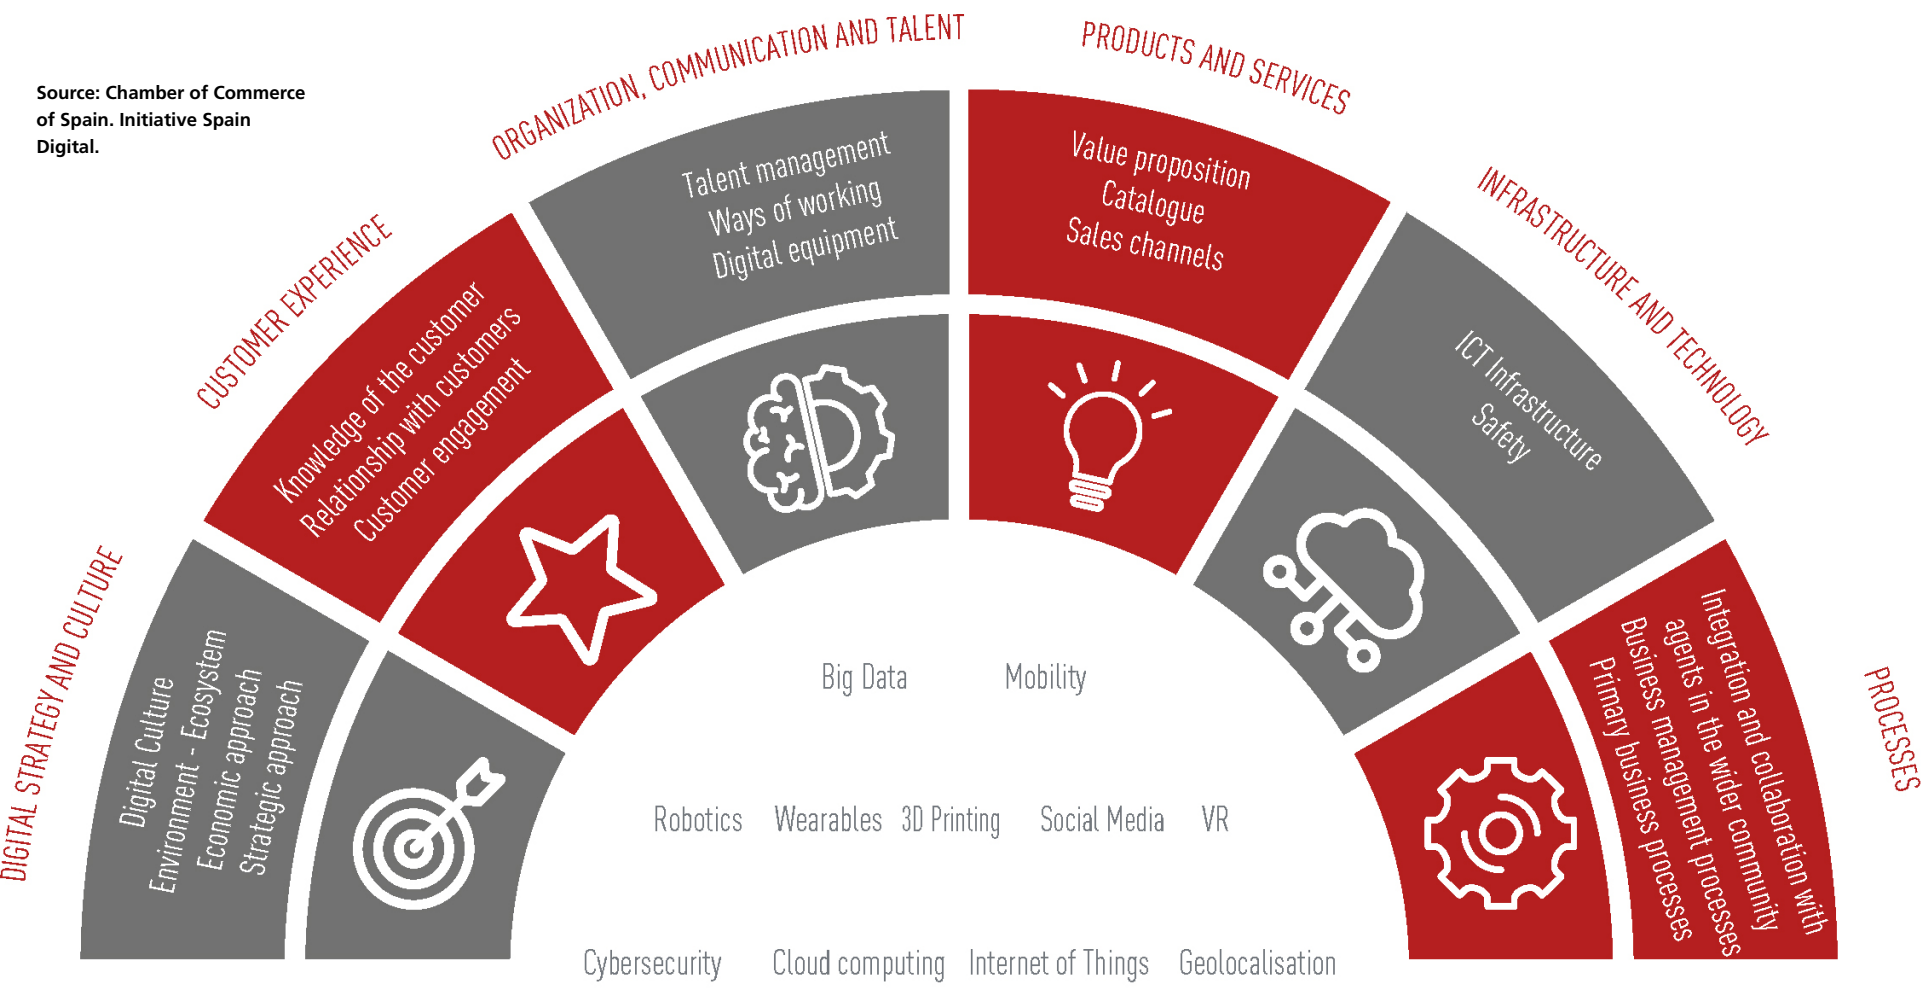 Source: Chamber of Commerce
of Spain. Initiative Spain
Digital.
DIGITAL STRATEGY AND CULTURE
Digital Culture
Environment - Ecosystem
Economic approach
Strategic approach
CUSTOMER EXPERIENCE
Knowledge of the customer
Relationship with customers
Customer engagement
ORGANIZATION, COMMUNICATION AND TALENT
Talent management
Ways of working
Digital equipment
PRODUCTS AND SERVICES
Value proposition
Catalogue
Sales channels
INFRASTRUCTURE AND TECHNOLOGY
ICT Infrastructure
Safety
PROCESSES
Integration and collaboration with
agents in the wider community
Business management processes
Primary business processes
Big Data Mobility
Robotics Wearables 3D Printing Social Media VR
Cybersecurity Cloud computing Internet of Things Geolocalisation